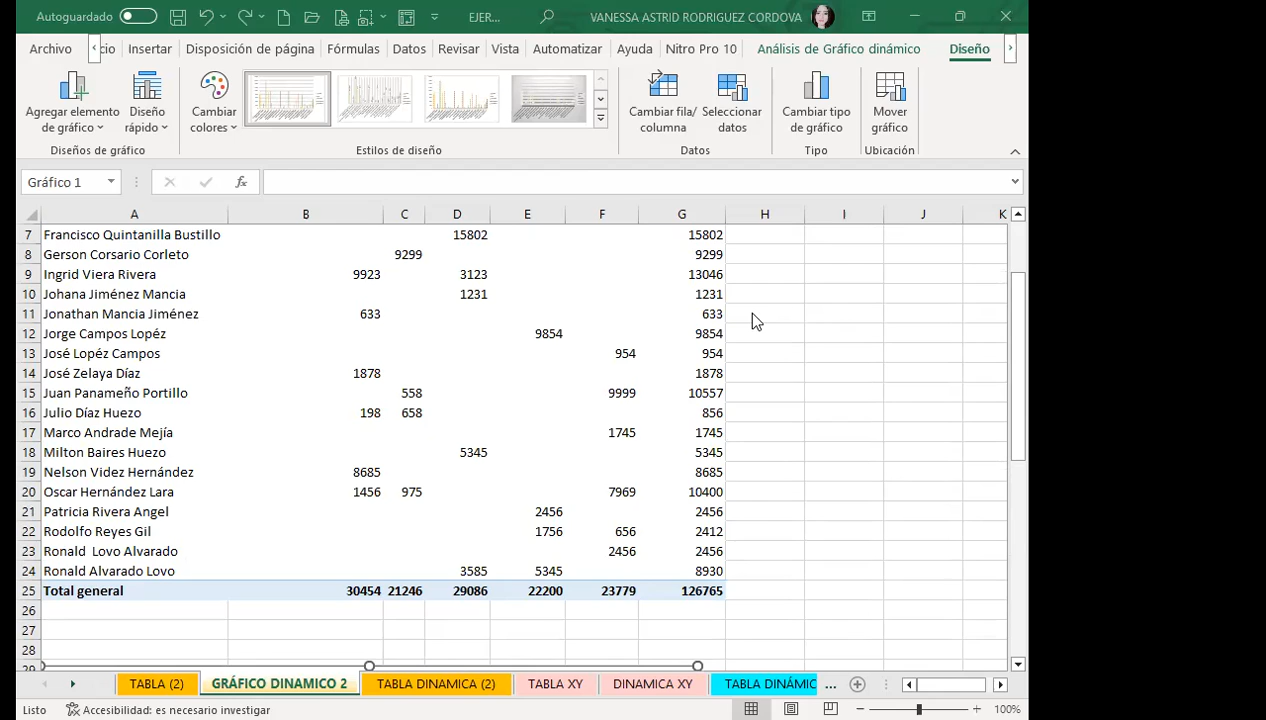 Autoguardado EJER... VANESSA ASTRID RODRIGUEZ CORDOVA
Archivo cio Insertar Disposición de página Fórmulas Datos Revisar Vista Automatizar Ayuda Nitro Pro 10 Análisis de Gráfico dinámico Diseño
Agregar elemento de gráfico Diseño rápido Cambiar colores Cambiar fila/ columna Seleccionar datos Cambiar tipo de gráfico Mover gráfico
Diseños de gráfico Estilos de diseño Datos Tipo Ubicación
Gráfico 1 fx
A B C D E F G H I J K
7 Francisco Quintanilla Bustillo 15802 15802
8 Gerson Corsario Corleto 9299 9299
9 Ingrid Viera Rivera 9923 3123 13046
10 Johana Jiménez Mancia 1231 1231
11 Jonathan Mancia Jiménez 633 633
12 Jorge Campos Lopéz 9854 9854
13 José Lopéz Campos 954 954
14 José Zelaya Díaz 1878 1878
15 Juan Panameño Portillo 558 9999 10557
16 Julio Díaz Huezo 198 658 856
17 Marco Andrade Mejía 1745 1745
18 Milton Baires Huezo 5345 5345
19 Nelson Videz Hernández 8685 8685
20 Oscar Hernández Lara 1456 975 7969 10400
21 Patricia Rivera Angel 2456 2456
22 Rodolfo Reyes Gil 1756 656 2412
23 Ronald  Lovo Alvarado 2456 2456
24 Ronald Alvarado Lovo 3585 5345 8930
25 Total general 30454 21246 29086 22200 23779 126765
26
27
28
29
TABLA (2) GRÁFICO DINAMICO 2 TABLA DINAMICA (2) TABLA XY DINAMICA XY TABLA DINÁMIC ...
Listo Accesibilidad: es necesario investigar 100%